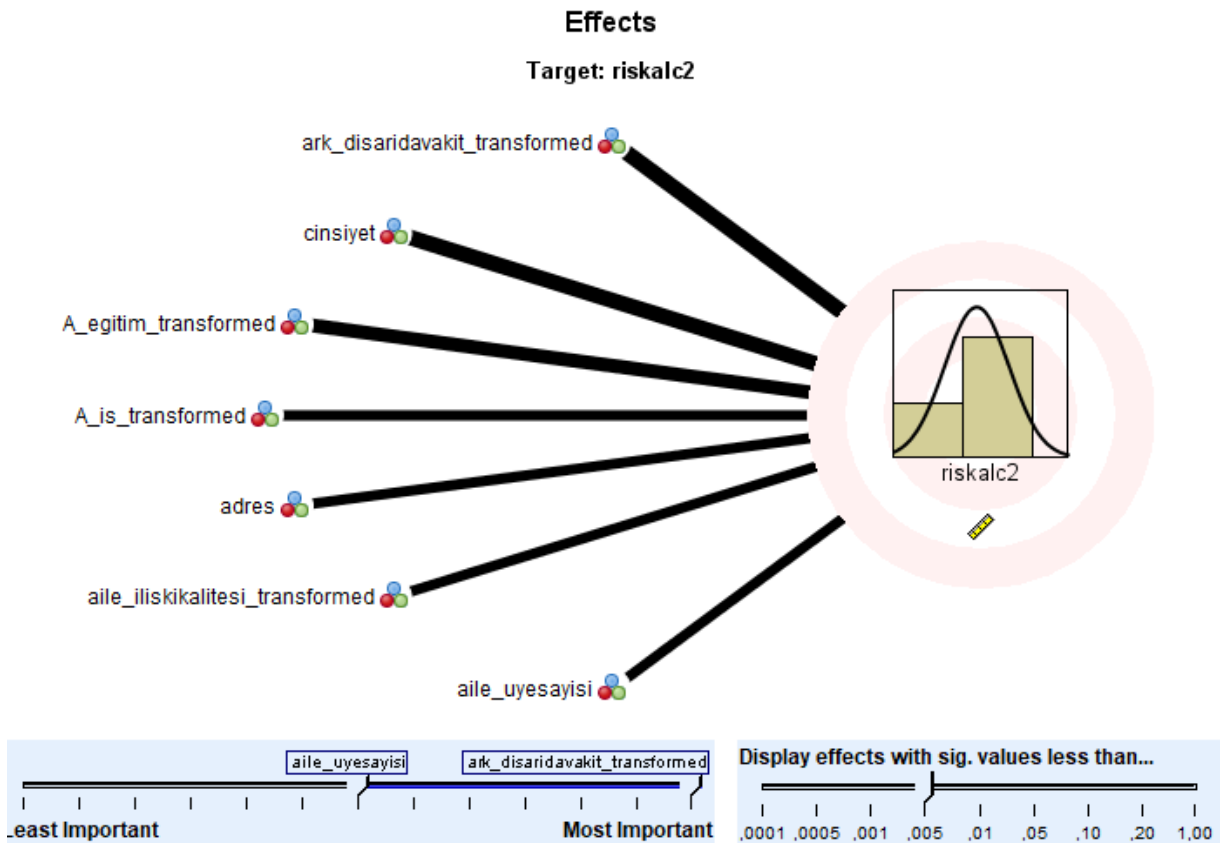 Effects
Target: riskalc2
ark_disaridavakit_transformed
cinsiyet
A_egitim_transformed
A_is_transformed
adres
aile_iliskikalitesi_transformed
aile_uyesayisi
riskalc2
aile_uyesayisi ark_disaridavakit_transformed
Least Important Most Important
Display effects with sig. values less than...
,0001 ,0005 ,001 ,005 ,01 ,05 ,10 ,20 1,00